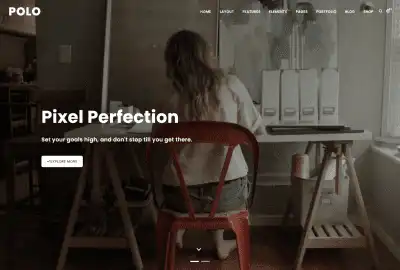 POLO
HOME LAYOUT FEATURES ELEMENTS PAGES PORTFOLIO BLOG SHOP
Pixel Perfection
Set your goals high, and don't stop till you get there.
EXPLORE MORE